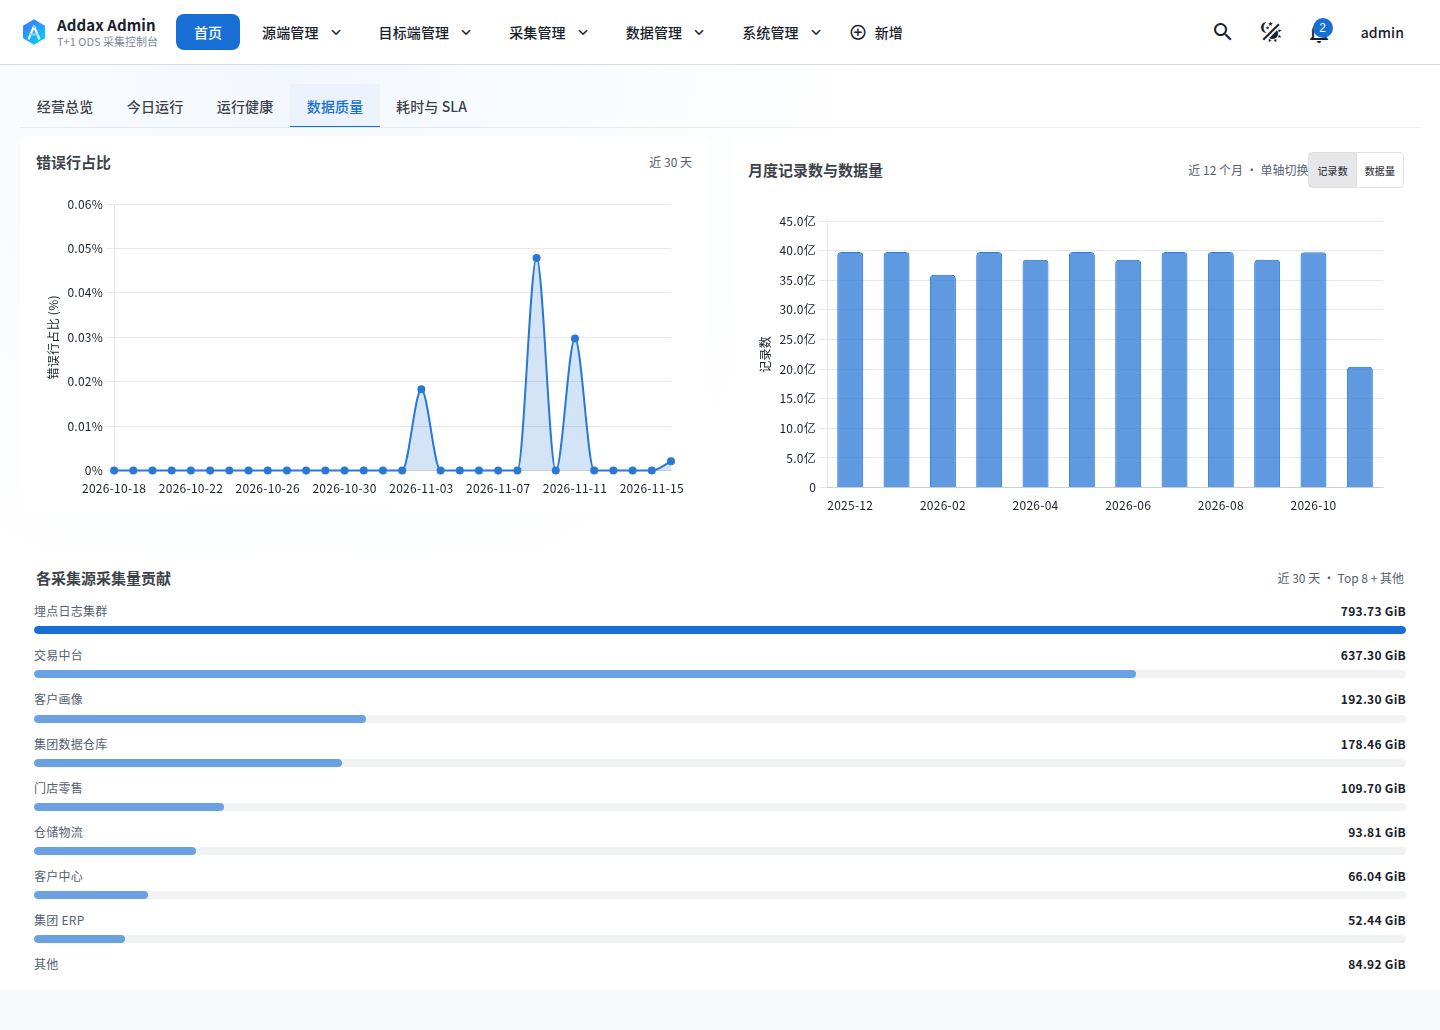 Addax Admin
T+1 ODS 采集控制台
首页
源端管理
目标端管理
采集管理
数据管理
系统管理
新增
2
admin
经营总览
今日运行
运行健康
数据质量
耗时与 SLA
错误行占比
近 30 天
错误行占比 (%)
0.06%
0.05%
0.04%
0.03%
0.02%
0.01%
0%
2026-10-18
2026-10-22
2026-10-26
2026-10-30
2026-11-03
2026-11-07
2026-11-11
2026-11-15
月度记录数与数据量
近 12 个月 · 单轴切换
记录数
数据量
记录数
45.0亿
40.0亿
35.0亿
30.0亿
25.0亿
20.0亿
15.0亿
10.0亿
5.0亿
0
2025-12
2026-02
2026-04
2026-06
2026-08
2026-10
各采集源采集量贡献
近 30 天 · Top 8 + 其他
埋点日志集群 793.73 GiB
交易中台 637.30 GiB
客户画像 192.30 GiB
集团数据仓库 178.46 GiB
门店零售 109.70 GiB
仓储物流 93.81 GiB
客户中心 66.04 GiB
集团 ERP 52.44 GiB
其他 84.92 GiB